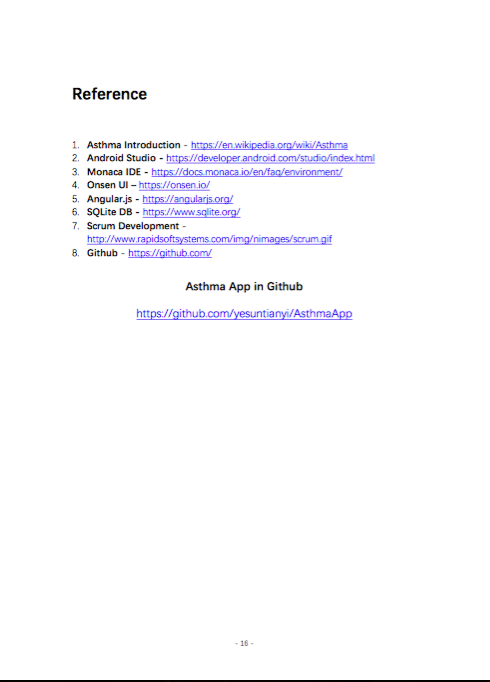 Reference
1. Asthma Introduction - https://en.wikipedia.org/wiki/Asthma
2. Android Studio - https://developer.android.com/studio/index.html
3. Monaca IDE - https://docs.monaca.io/en/faq/environment/
4. Onsen UI – https://onsen.io/
5. Angular.js - https://angularjs.org/
6. SQLite DB - https://www.sqlite.org/
7. Scrum Development -
http://www.rapidsoftsystems.com/img/nimages/scrum.gif
8. Github - https://github.com/
Asthma App in Github
https://github.com/yesuntianyi/AsthmaApp
- 16 -